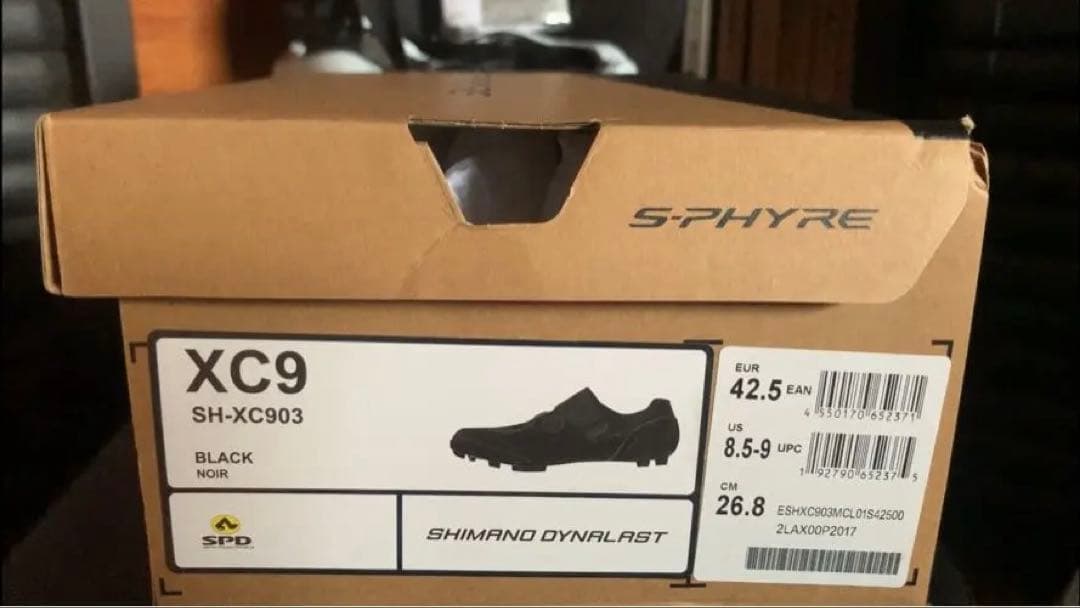 S-PHYRE
XC9
SH-XC903
BLACK
NOIR
SPD
SHIMANO DYNALAST
EUR
42.5 EAN
4 550170 652371
US
8.5-9 UPC
1 92790 65237 5
CM
26.8
ESHXC903MCL01S42500
2LAX00P2017